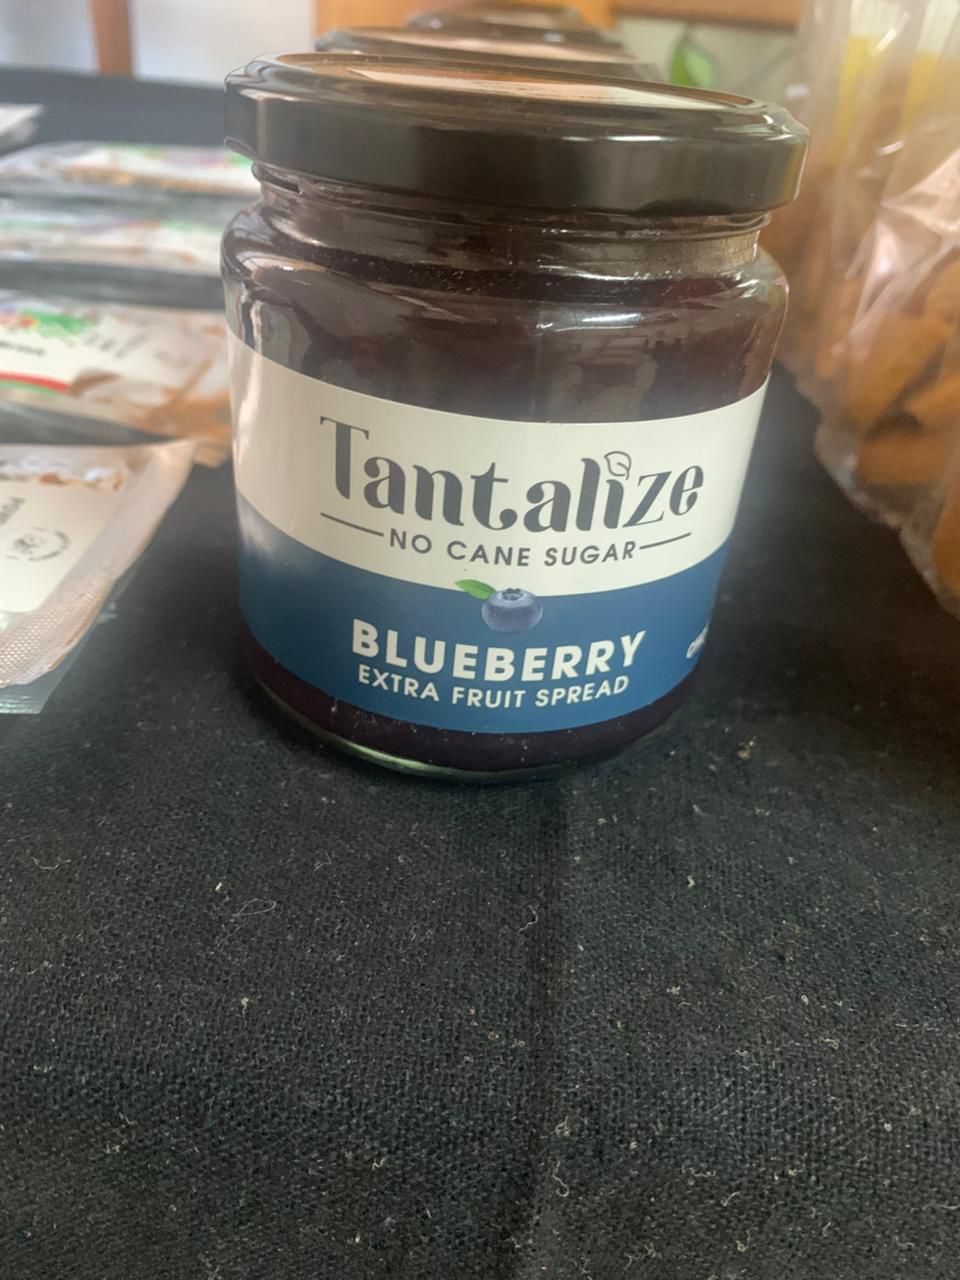 Tantalize
NO CANE SUGAR
BLUEBERRY
EXTRA FRUIT SPREAD